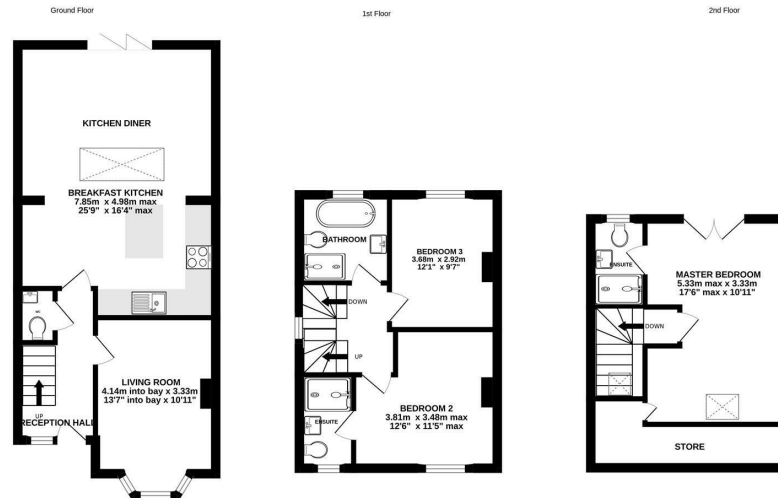 Ground Floor
1st Floor
2nd Floor
KITCHEN DINER
BREAKFAST KITCHEN
7.85m x 4.98m max
25'9" x 16'4" max
WC
UP
RECEPTION HALL
LIVING ROOM
4.14m into bay x 3.33m
13'7" into bay x 10'11"
BATHROOM
BEDROOM 3
3.68m x 2.92m
12'1" x 9'7"
DOWN
UP
ENSUITE
BEDROOM 2
3.81m x 3.48m max
12'6" x 11'5" max
ENSUITE
MASTER BEDROOM
5.33m max x 3.33m
17'6" max x 10'11"
DOWN
STORE